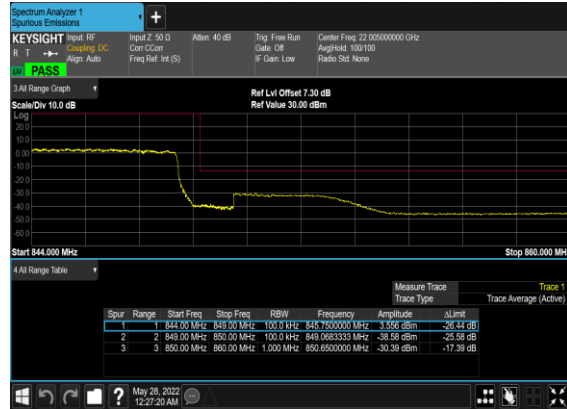 Spectrum Analyzer 1
Spurious Emissions
KEYSIGHT Input: RF Input Z: 50 Ω Atten: 40 dB Trig: Free Run Center Freq: 22.005000000 GHz
R T Coupling: DC Corr CCorr Gate: Off Avg|Hold: 100/100
Align: Auto Freq Ref: Int (S) IF Gain: Low Radio Std: None
PASS
3 All Range Graph
Ref Lvl Offset 7.30 dB
Scale/Div 10.0 dB Ref Value 30.00 dBm
Log
20.0
10.0
0.00
-10.0
-20.0
-30.0
-40.0
-50.0
-60.0
Start 844.000 MHz Stop 860.000 MH
4 All Range Table
Measure Trace Trace 1
Trace Type Trace Average (Active)
Spur Range Start Freq Stop Freq RBW Frequency Amplitude ΔLimit
1 1 844.00 MHz 849.00 MHz 100.0 kHz 845.7500000 MHz 3.556 dBm -26.44 dB
2 2 849.00 MHz 850.00 MHz 100.0 kHz 849.0683333 MHz -38.58 dBm -25.58 dB
3 3 850.00 MHz 860.00 MHz 1.000 MHz 850.6500000 MHz -30.39 dBm -17.39 dB
? May 28, 2022
12:27:20 AM